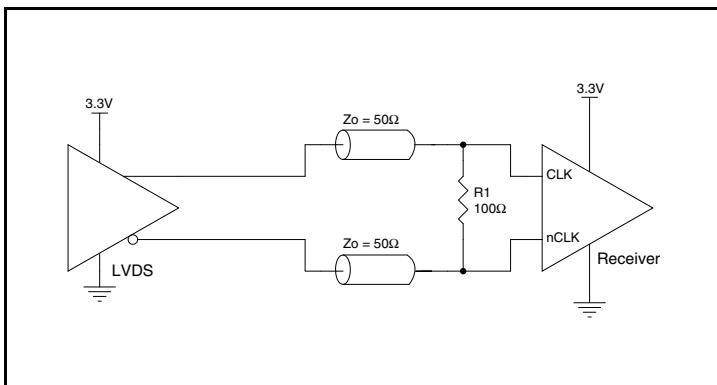 3.3V
3.3V
Zo = 50Ω
CLK
R1
100Ω
Zo = 50Ω
nCLK
LVDS
Receiver